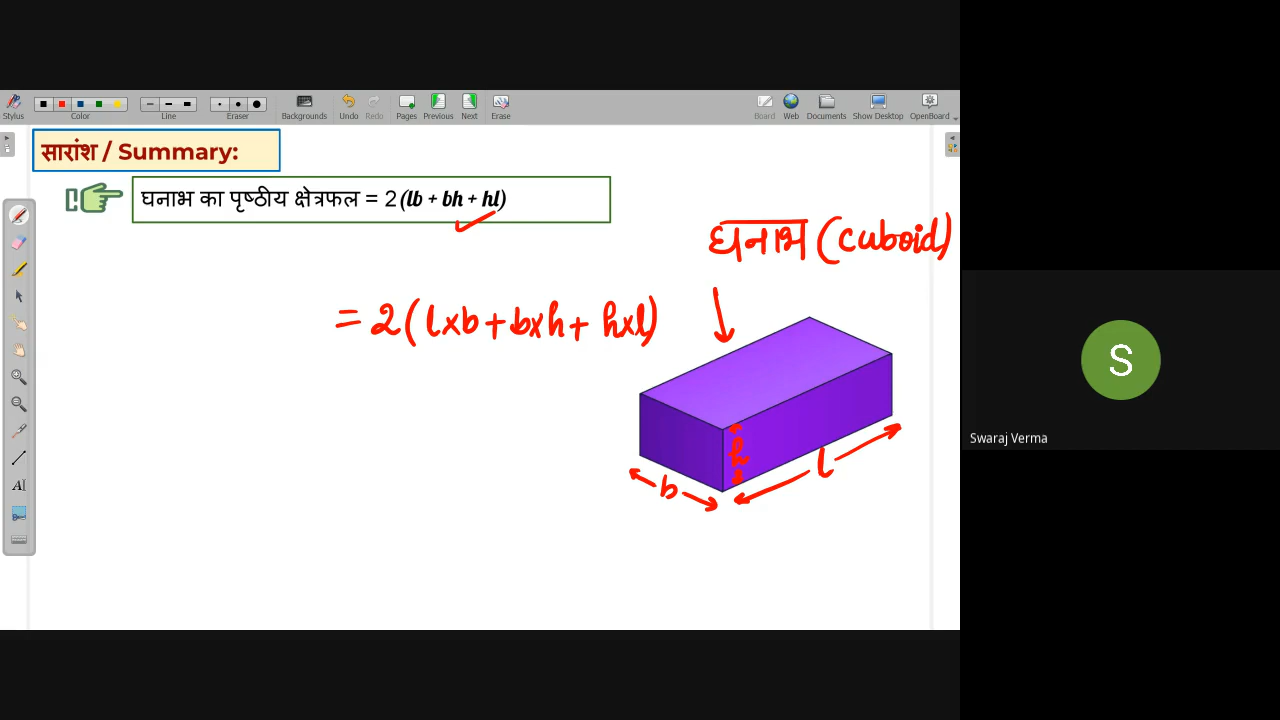 Stylus
Color
Line
Eraser
Backgrounds
Undo
Redo
Pages
Previous
Next
Erase
Board
Web
Documents
Show Desktop
OpenBoard
सारांश / Summary:
घनाभ का पृष्ठीय क्षेत्रफल = 2(lb + bh + hl)
घनाभ (cuboid)
= 2 ( l×b + b×h + h×l)
h
b
l
AI
S
Swaraj Verma